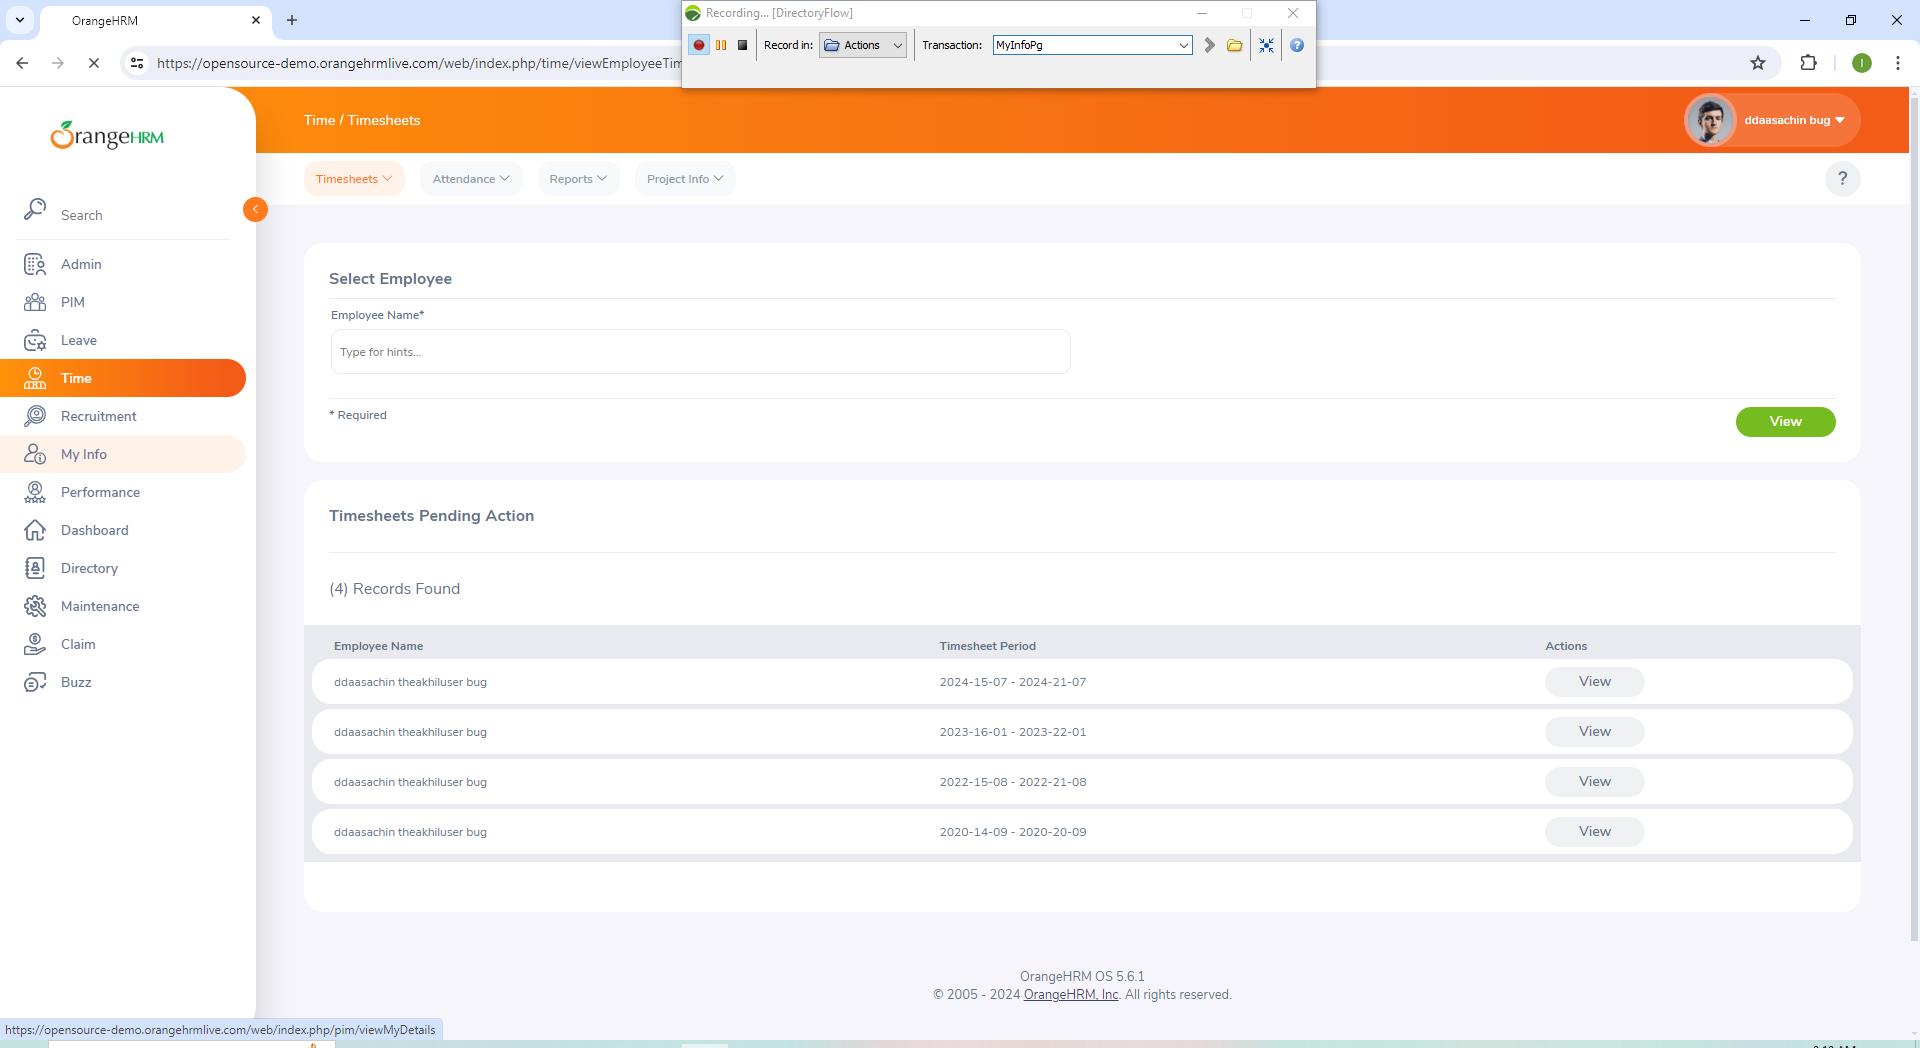 OrangeHRM
Recording... [DirectoryFlow]
Record in:
Actions
Transaction:
MyInfoPg
https://opensource-demo.orangehrmlive.com/web/index.php/time/viewEmployeeTim
I
OrangeHRM
Time / Timesheets
ddaasachin bug
Timesheets
Attendance
Reports
Project Info
?
Search
Admin
PIM
Leave
Time
Recruitment
My Info
Performance
Dashboard
Directory
Maintenance
Claim
Buzz
Select Employee
Employee Name*
Type for hints...
* Required
View
Timesheets Pending Action
(4) Records Found
Employee Name Timesheet Period Actions
ddaasachin theakhiluser bug 2024-15-07 - 2024-21-07 View
ddaasachin theakhiluser bug 2023-16-01 - 2023-22-01 View
ddaasachin theakhiluser bug 2022-15-08 - 2022-21-08 View
ddaasachin theakhiluser bug 2020-14-09 - 2020-20-09 View
OrangeHRM OS 5.6.1
© 2005 - 2024 OrangeHRM, Inc. All rights reserved.
https://opensource-demo.orangehrmlive.com/web/index.php/pim/viewMyDetails